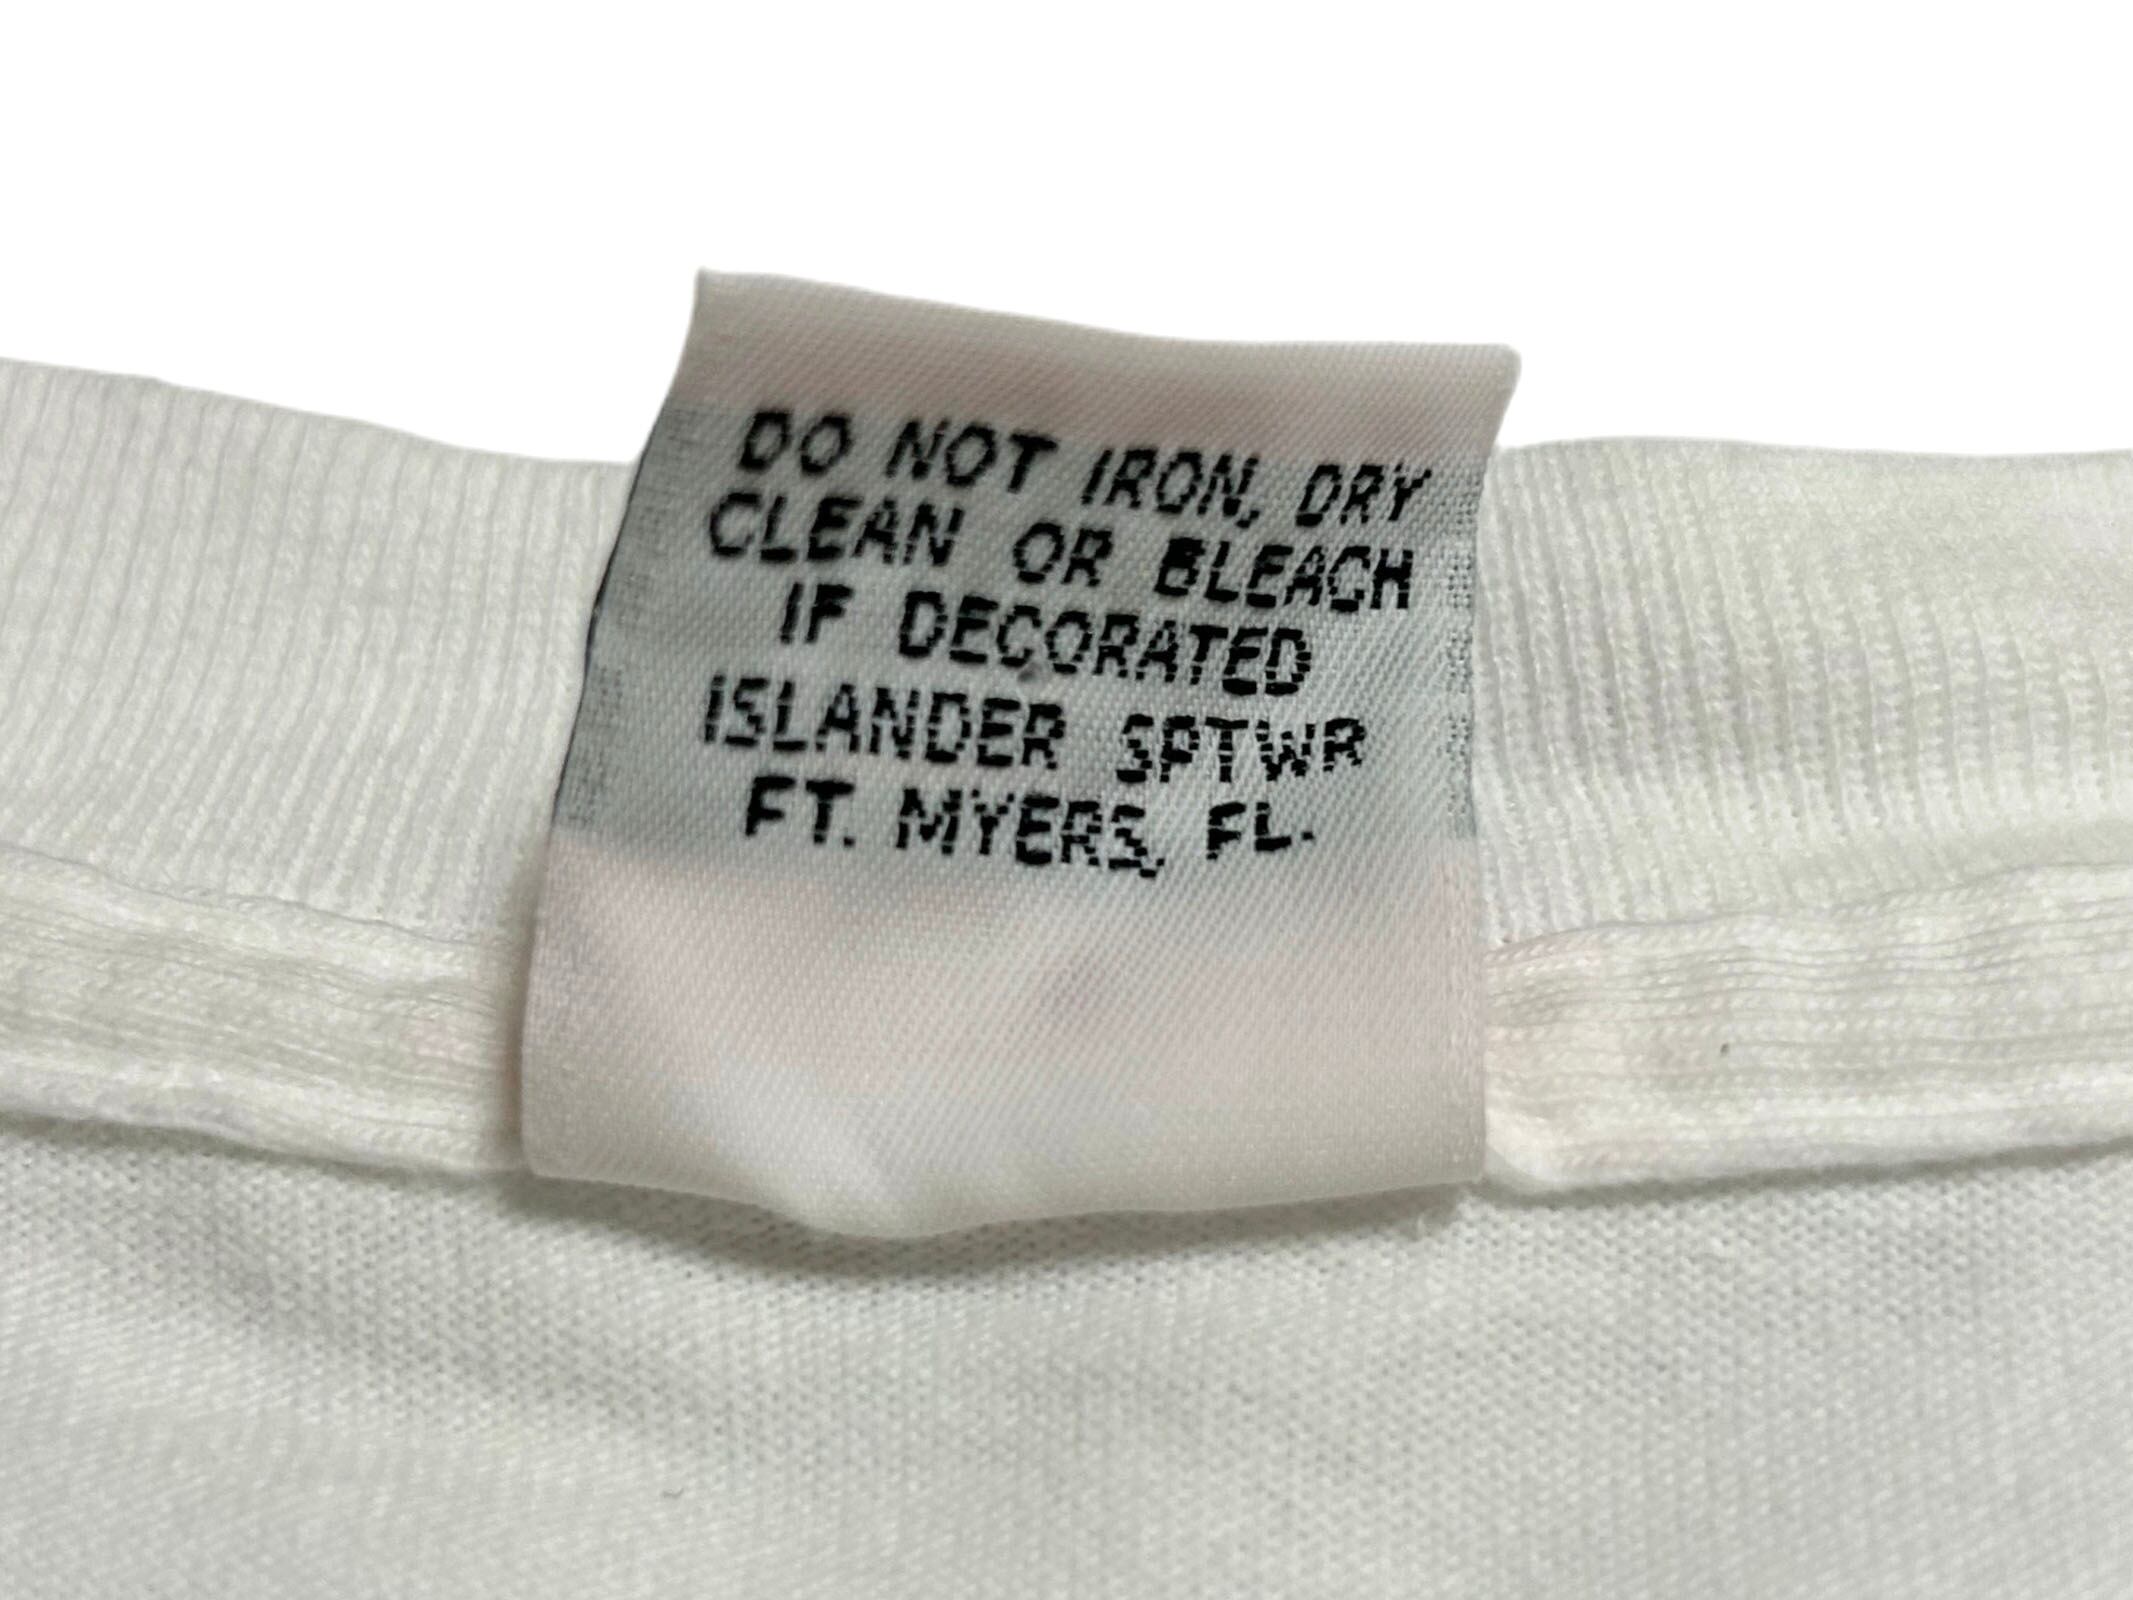 DO NOT IRON, DRY
CLEAN OR BLEACH
IF DECORATED
ISLANDER SPTWR
FT. MYERS, FL.